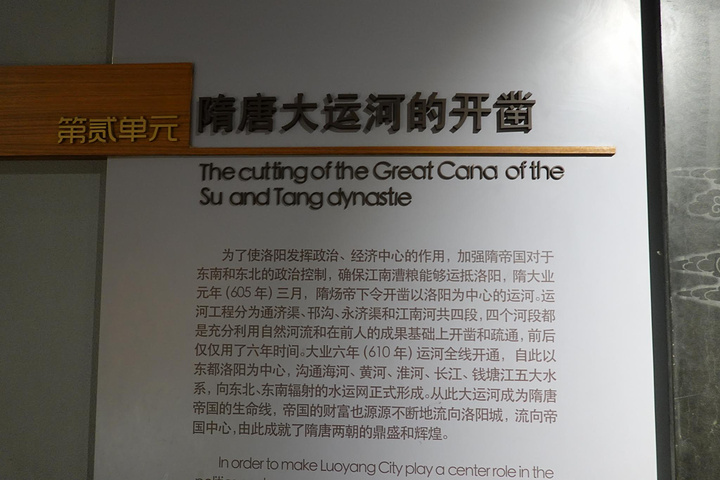 第贰单元
隋唐大运河的开凿
The cutting of the Great Cana of the
Su and Tang dynastie
为了使洛阳发挥政治、经济中心的作用，加强隋帝国对于
东南和东北的政治控制，确保江南漕粮能够运抵洛阳，隋大业
元年（605 年）三月，隋炀帝下令开凿以洛阳为中心的运河。运
河工程分为通济渠、邗沟、永济渠和江南河共四段，四个河段都
是充分利用自然河流和在前人的成果基础上开凿和疏通，前后
仅仅用了六年时间。大业六年（610 年）运河全线开通，自此以
东都洛阳为中心，沟通海河、黄河、淮河、长江、钱塘江五大水
系，向东北、东南辐射的水运网正式形成。从此大运河成为隋唐
帝国的生命线，帝国的财富也源源不断地流向洛阳城，流向帝
国中心，由此成就了隋唐两朝的鼎盛和辉煌。
In order to make Luoyang City play a center role in the